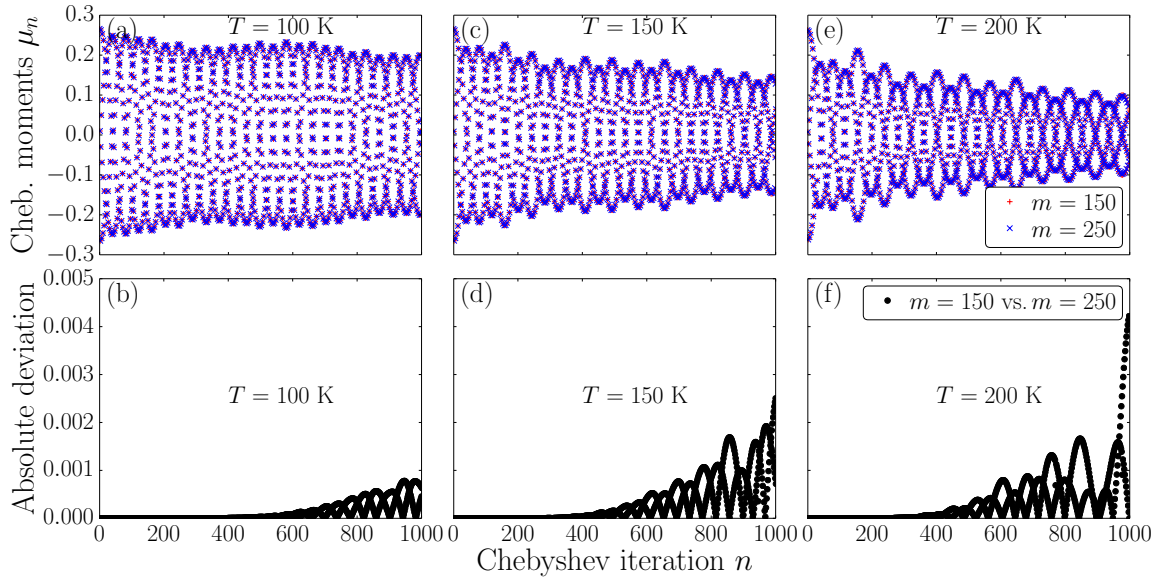 Cheb. moments μn
0.3
0.2
0.1
0.0
−0.1
−0.2
−0.3
(a)
T = 100 K
(c)
T = 150 K
(e)
T = 200 K
m = 150
m = 250
Absolute deviation
0.005
0.004
0.003
0.002
0.001
0.000
(b)
T = 100 K
(d)
T = 150 K
(f)
m = 150 vs. m = 250
T = 200 K
0 200 400 600 800 1000
0 200 400 600 800 1000
0 200 400 600 800 1000
Chebyshev iteration n